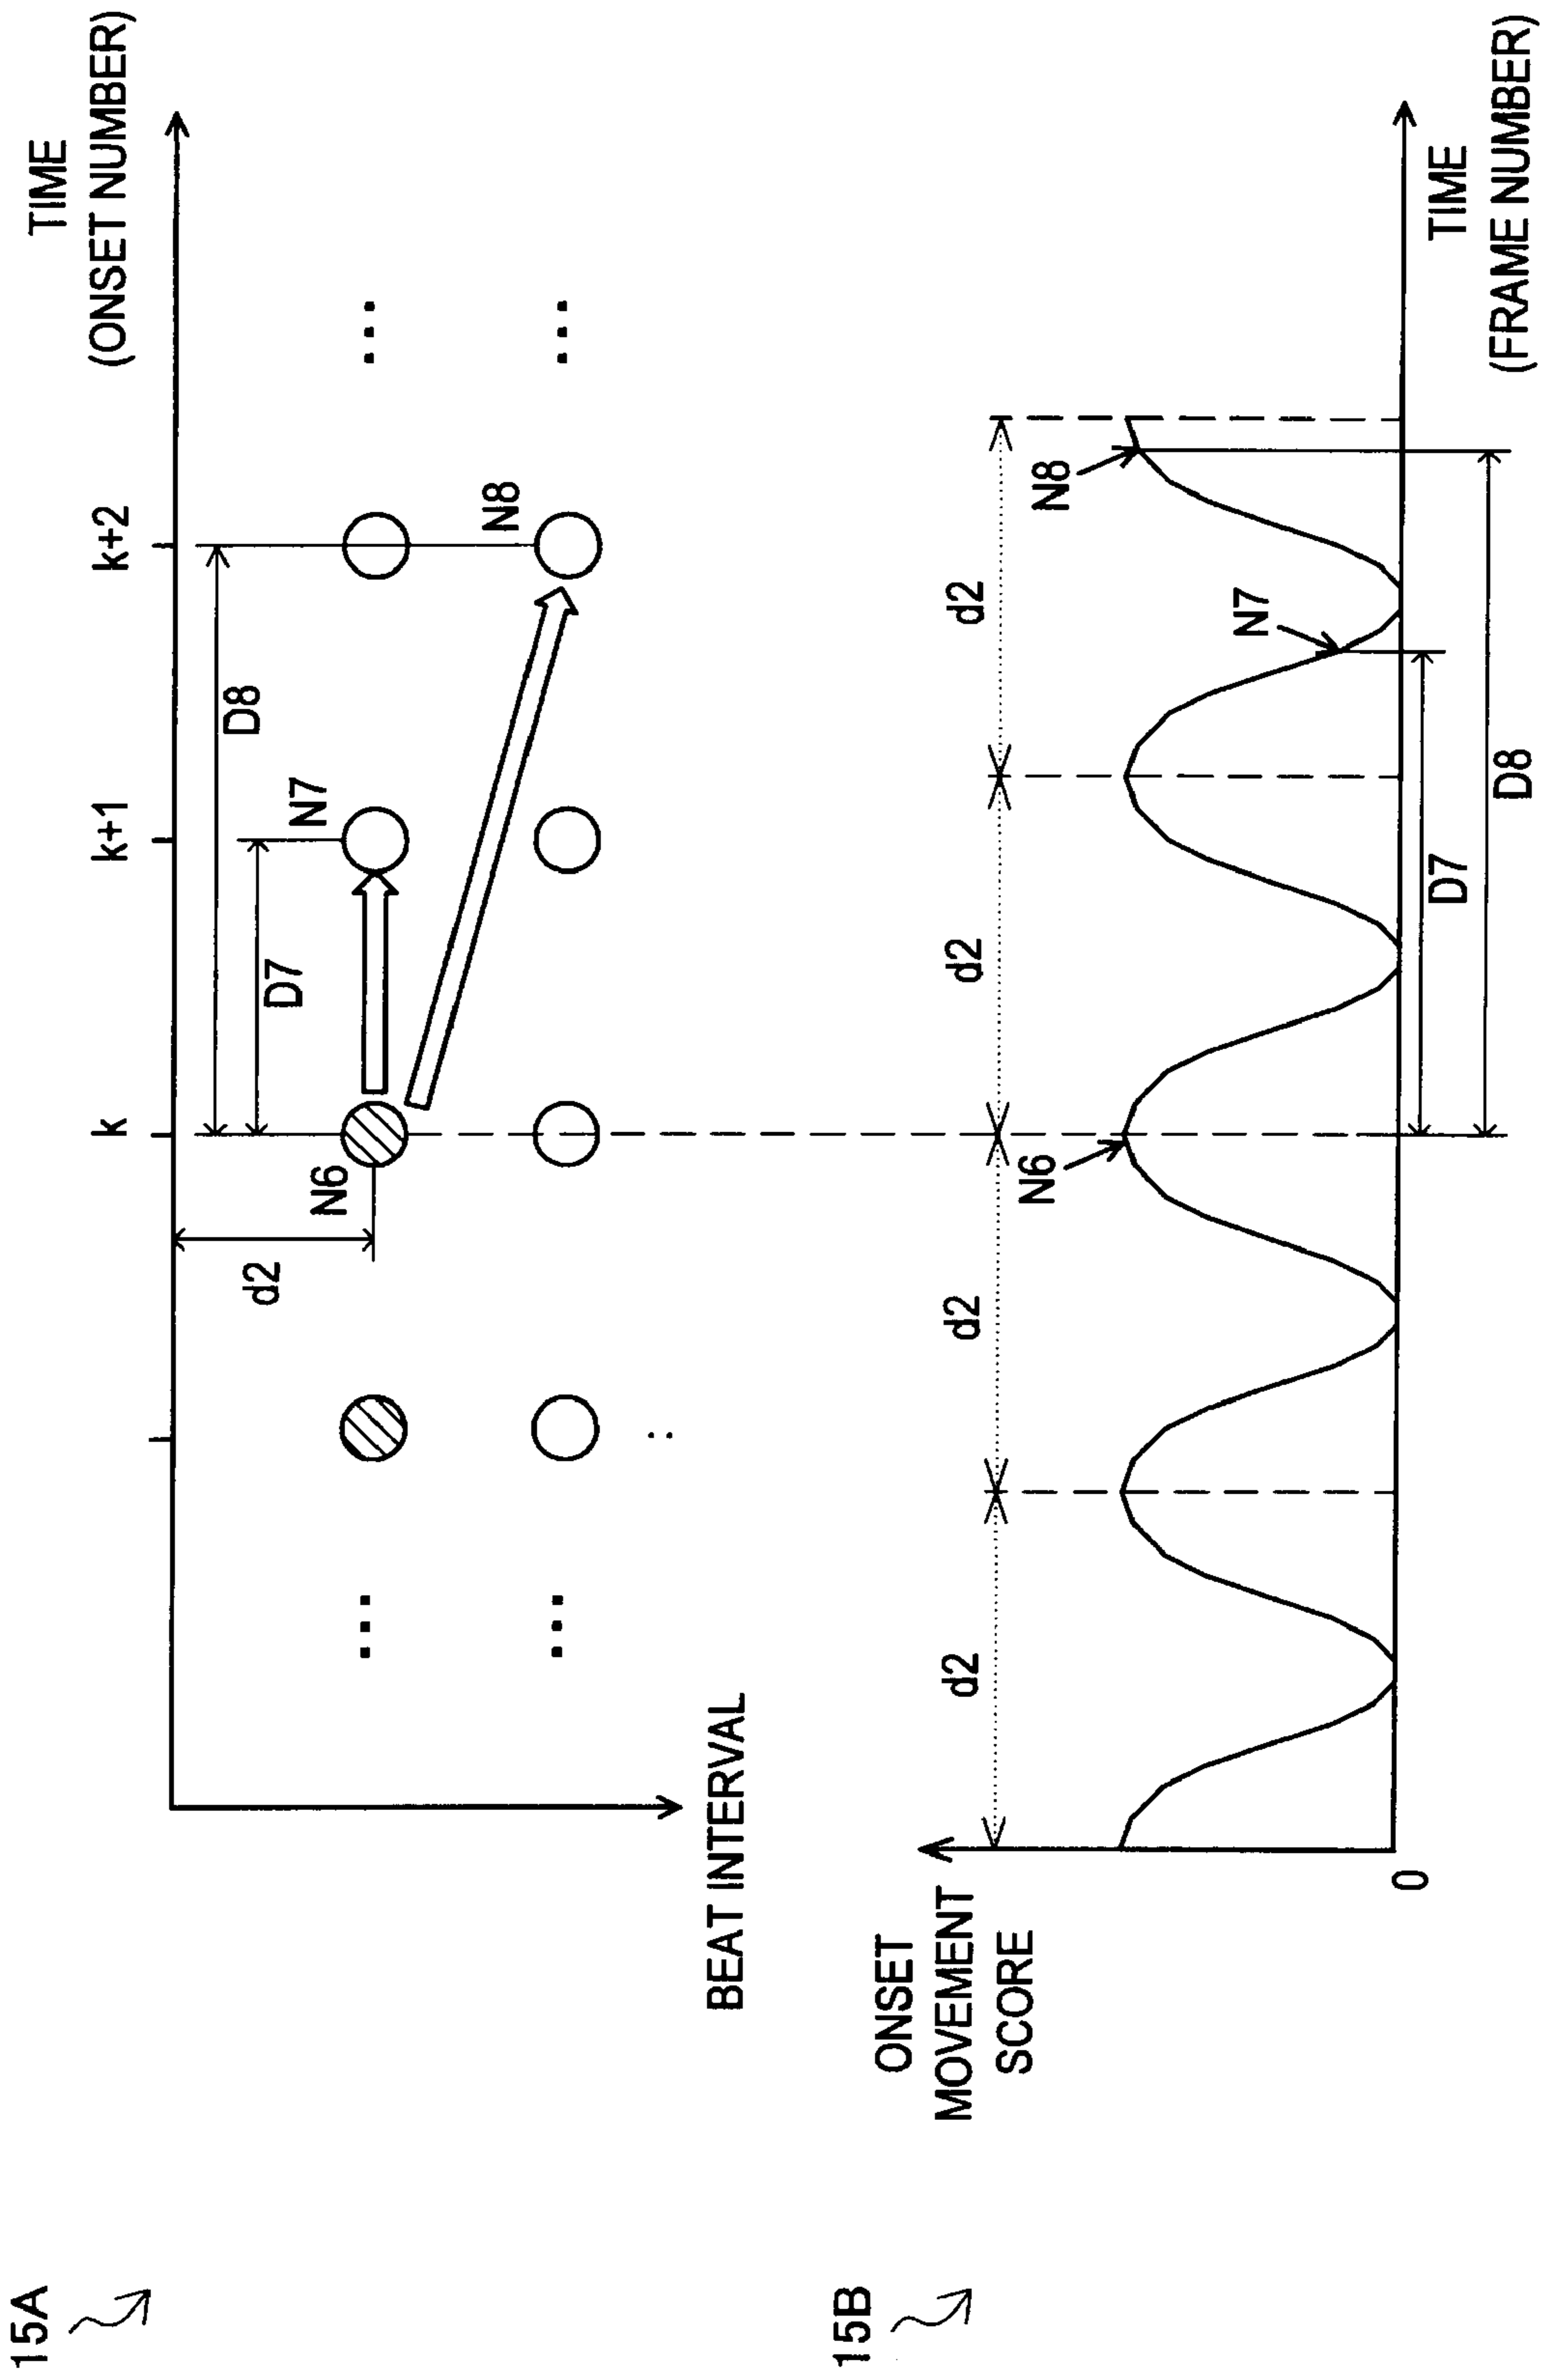 15A
TIME
(ONSET NUMBER)
k
k+1
k+2
D8
D7
d2
N6
N7
N8
...
...
...
...
BEAT INTERVAL
15B
ONSET
MOVEMENT
SCORE
d2
d2
d2
d2
N6
N7
N8
0
D7
D8
TIME
(FRAME NUMBER)